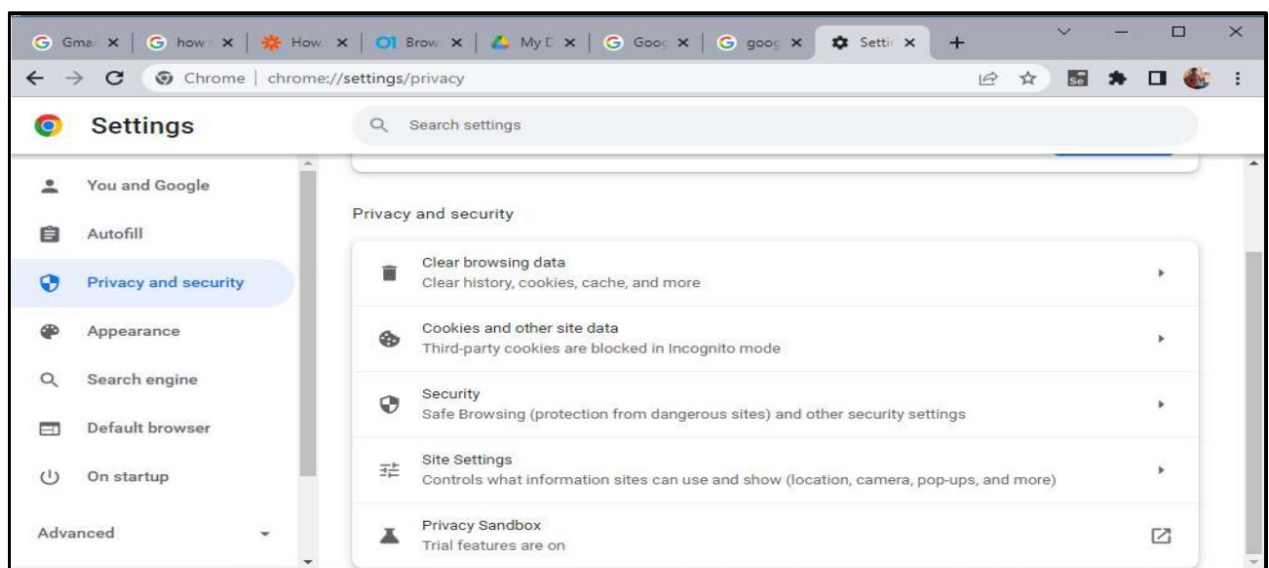 Gma
how
How
Brow
My D
Goog
goog
Settin
Chrome | chrome://settings/privacy
Se
Settings
Search settings
You and Google
Autofill
Privacy and security
Appearance
Search engine
Default browser
On startup
Advanced
Privacy and security
Clear browsing data
Clear history, cookies, cache, and more
Cookies and other site data
Third-party cookies are blocked in Incognito mode
Security
Safe Browsing (protection from dangerous sites) and other security settings
Site Settings
Controls what information sites can use and show (location, camera, pop-ups, and more)
Privacy Sandbox
Trial features are on